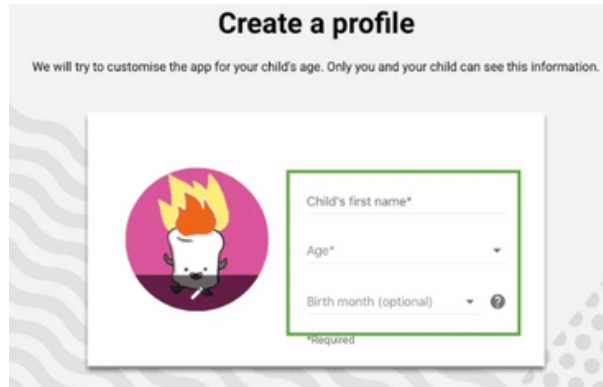 Create a profile
We will try to customise the app for your child's age. Only you and your child can see this information.
Child's first name*
Age*
Birth month (optional)
?
*Required